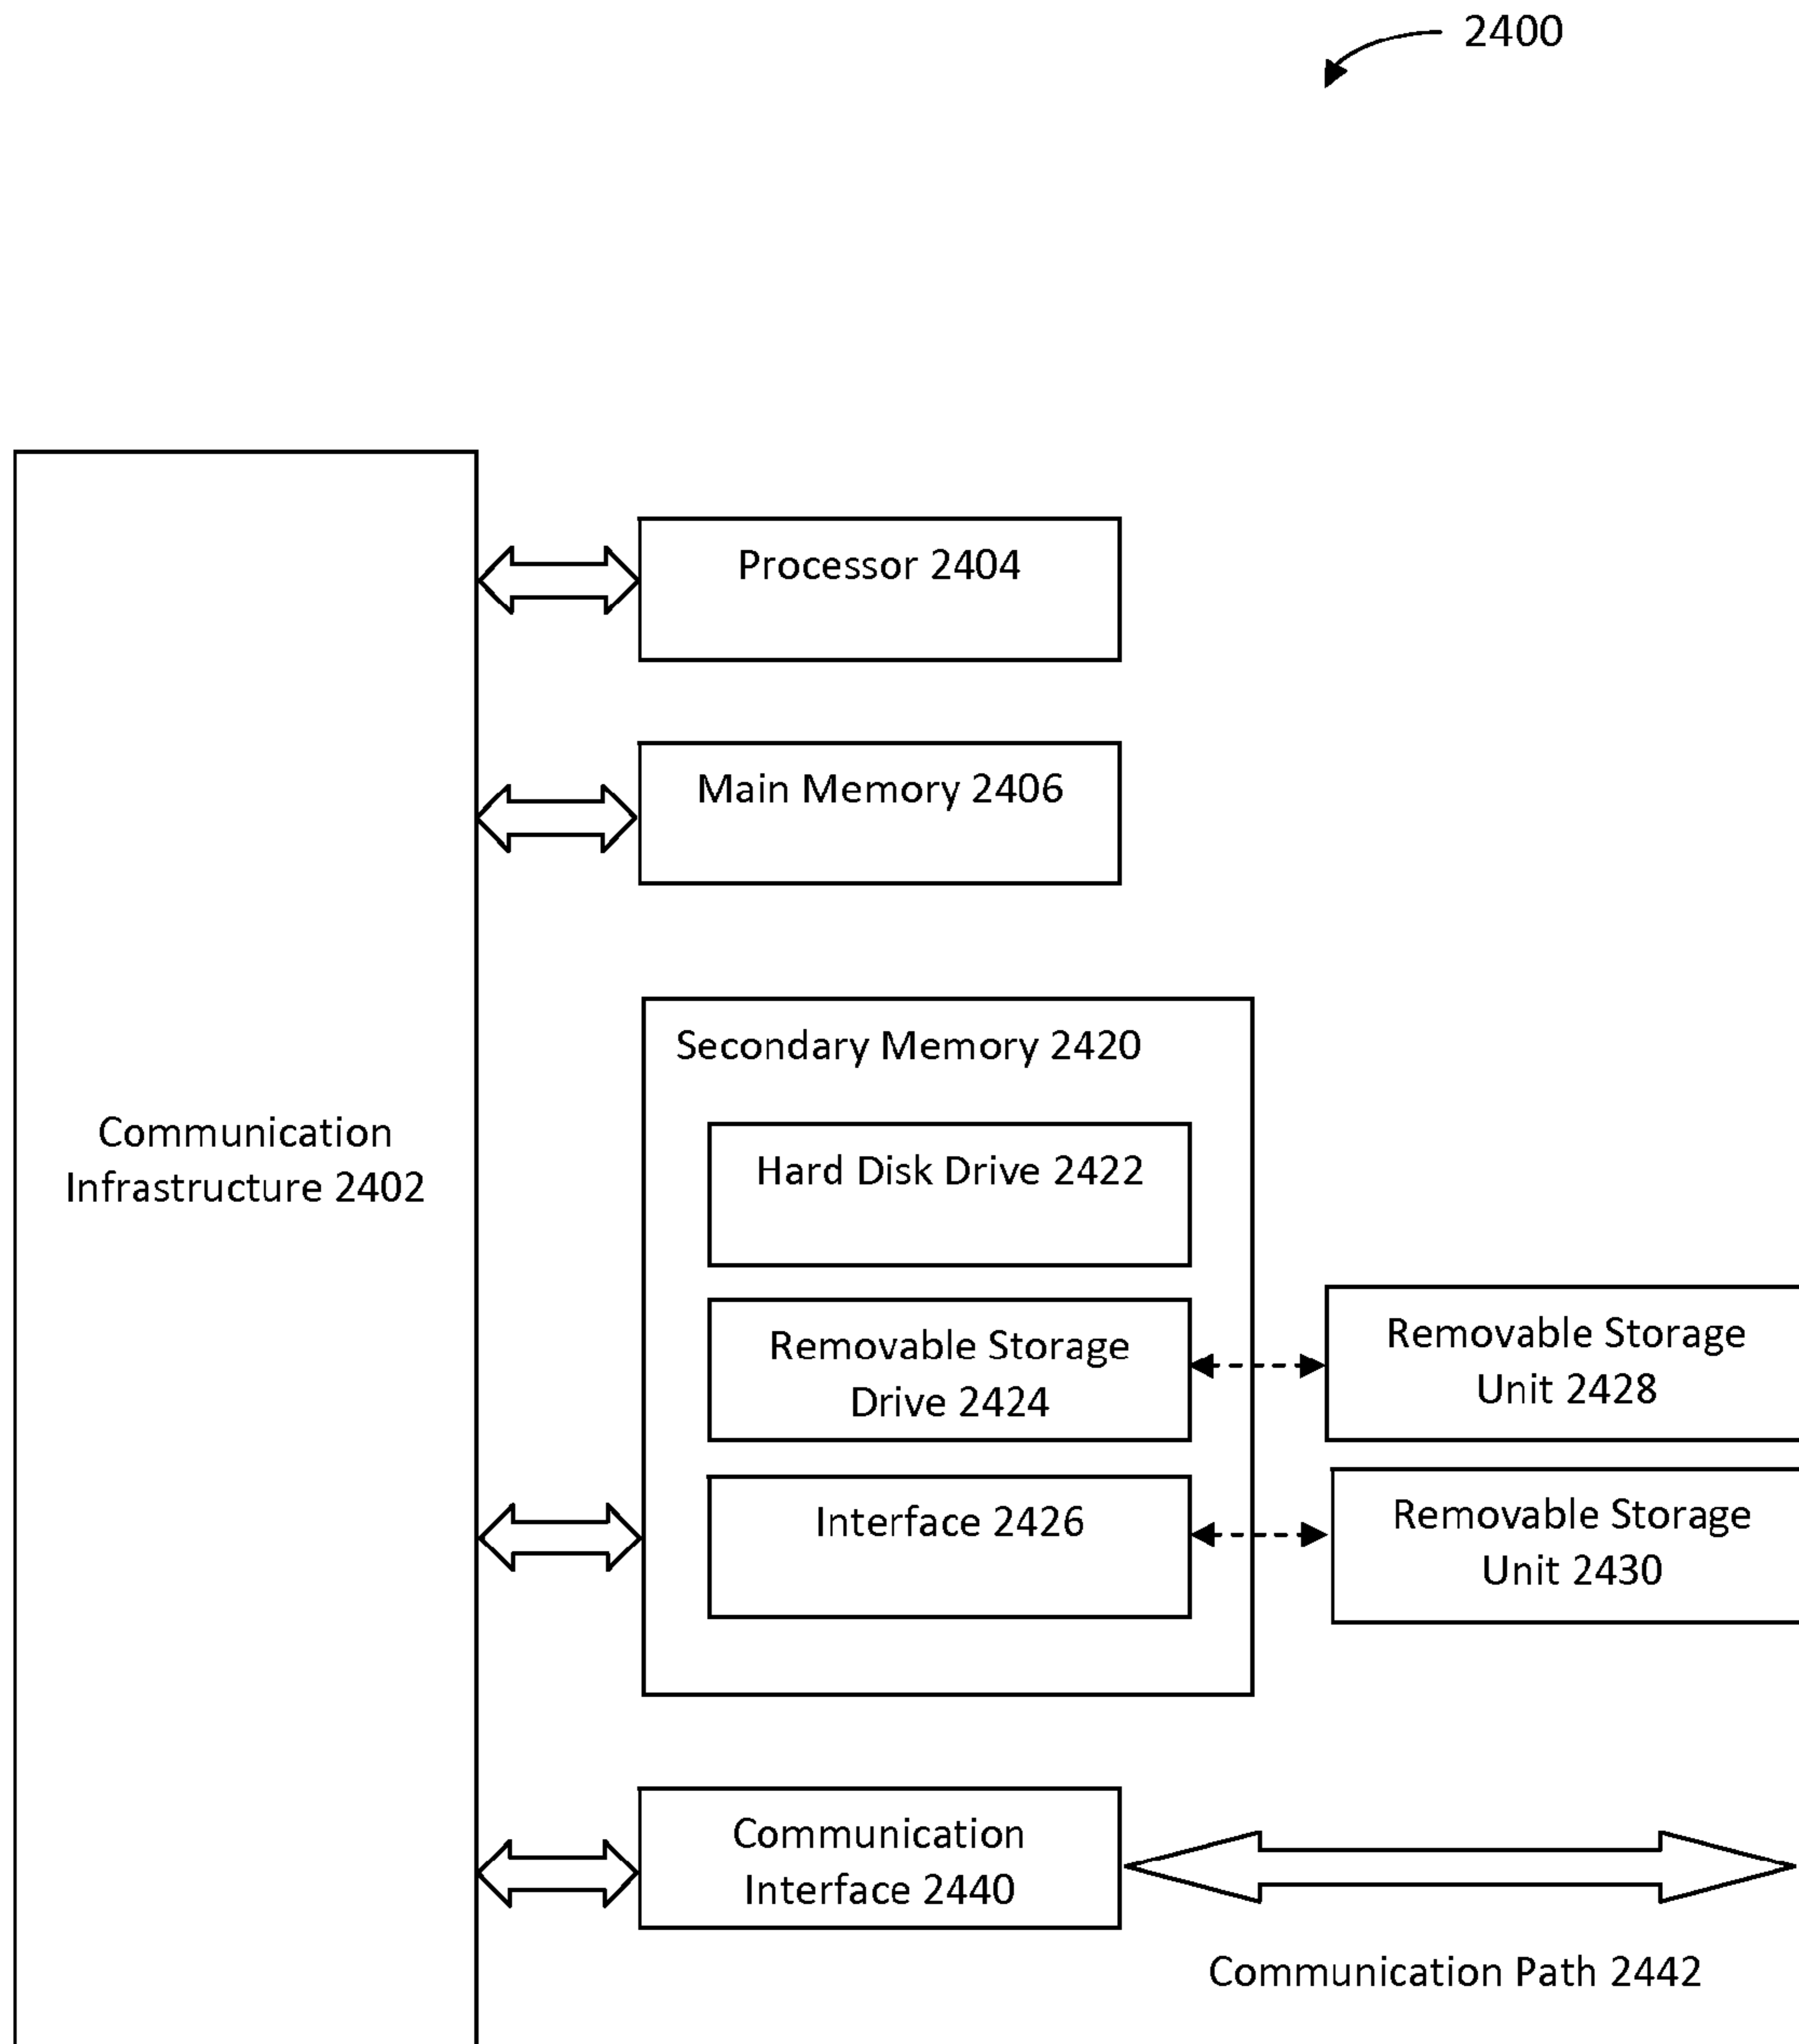 2400
Processor 2404
Main Memory 2406
Secondary Memory 2420
Communication
Infrastructure 2402
Hard Disk Drive 2422
Removable Storage
Drive 2424
Removable Storage
Unit 2428
Interface 2426
Removable Storage
Unit 2430
Communication
Interface 2440
Communication Path 2442